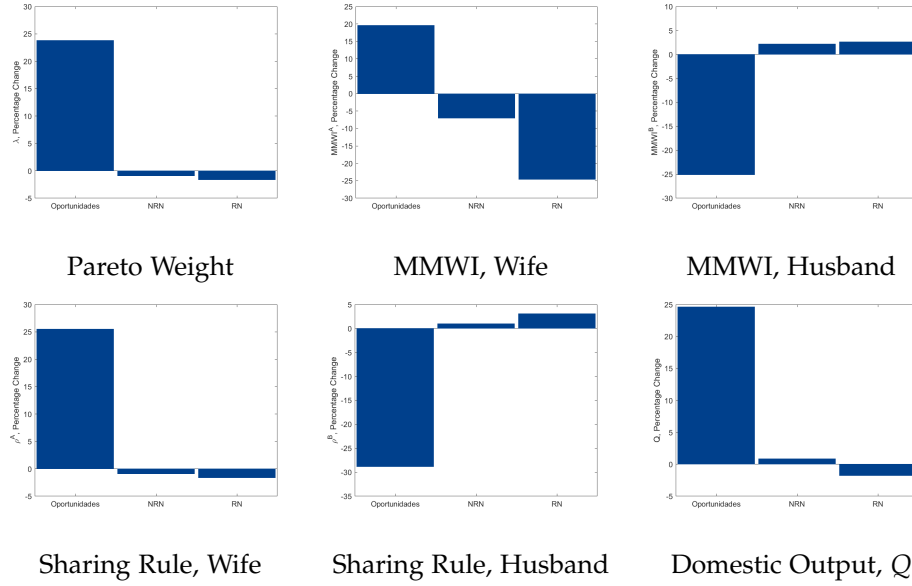 30
25
20
15
10
5
0
-5
λ, Percentage Change
Oportunidades NRN RN
Pareto Weight
25
20
15
10
5
0
-5
-10
-15
-20
-25
-30
MMWI^A, Percentage Change
Oportunidades NRN RN
MMWI, Wife
10
5
0
-5
-10
-15
-20
-25
-30
MMWI^B, Percentage Change
Oportunidades NRN RN
MMWI, Husband
30
25
20
15
10
5
0
-5
ρ^A, Percentage Change
Oportunidades NRN RN
Sharing Rule, Wife
5
0
-5
-10
-15
-20
-25
-30
-35
ρ^B, Percentage Change
Oportunidades NRN RN
Sharing Rule, Husband
25
20
15
10
5
0
-5
Q, Percentage Change
Oportunidades NRN RN
Domestic Output, Q